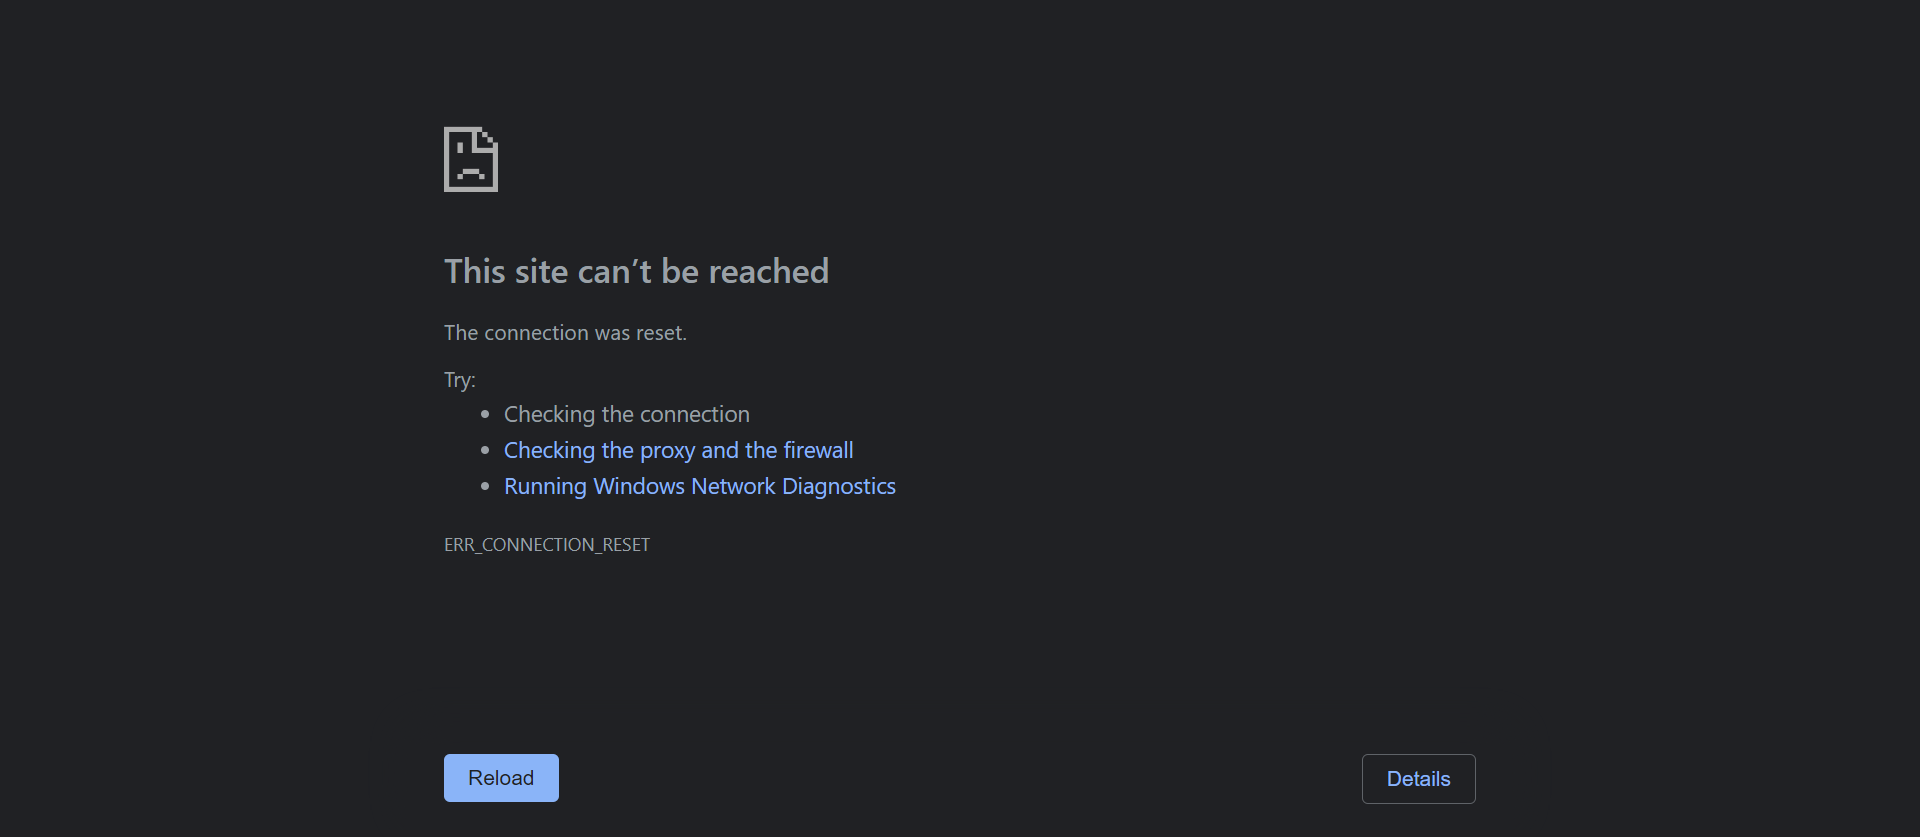 This site can’t be reached
The connection was reset.
Try:
Checking the connection
Checking the proxy and the firewall
Running Windows Network Diagnostics
ERR_CONNECTION_RESET
Reload
Details